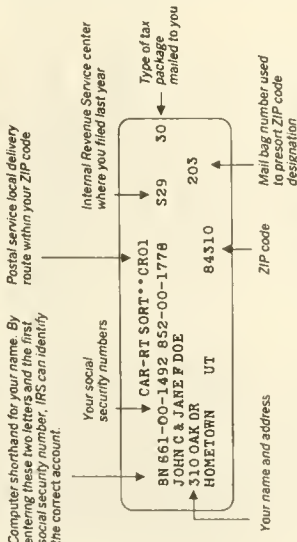 Computer shorthand for your name. By
entering these two letters and the first
social security number, IRS can identify
the correct account.
Your social
security numbers
Postal service local delivery
route within your ZIP code
Internal Revenue Service center
where you filed last year
Type of tax
package
mailed to you
CAR-RT SORT••CR01
BN 661-00-1492 852-00-1778 S29 30
JOHN C & JANE F DOE 203
310 OAK DR
HOMETOWN UT 84310
Your name and address
ZIP code
Mail bag number used
to presort ZIP code
designation